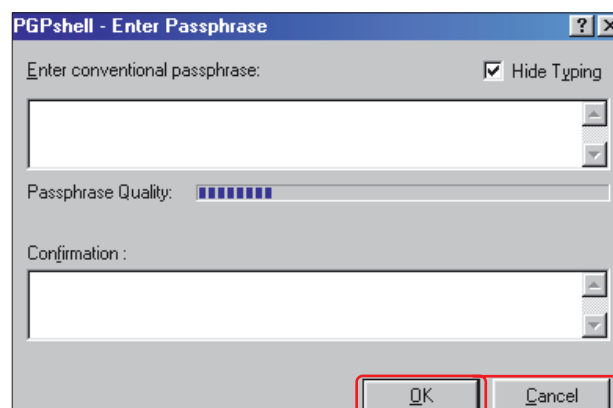 PGPshell - Enter Passphrase
Enter conventional passphrase:
Hide Typing
Passphrase Quality:
Confirmation :
OK
Cancel